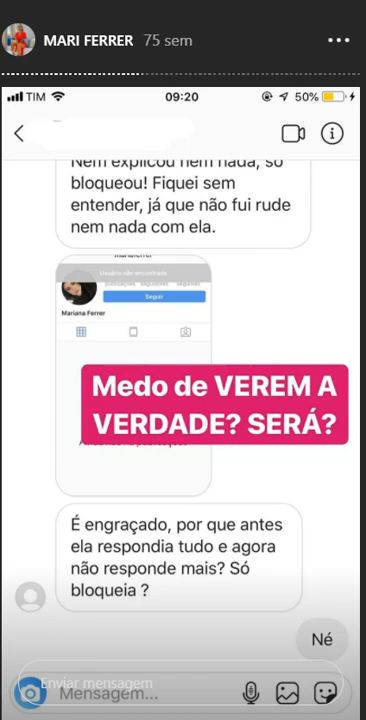 MARI FERRER 75 sem
TIM 09:20 50%
Nem explicou nem nada, só
bloqueou! Fiquei sem
entender, já que não fui rude
nem nada com ela.
Usuário não encontrado
Seguir
Mariana Ferrer
Medo de VEREM A
VERDADE? SERÁ?
É engraçado, por que antes
ela respondia tudo e agora
não responde mais? Só
bloqueia ?
Né
Enviar mensagem
Mensagem...